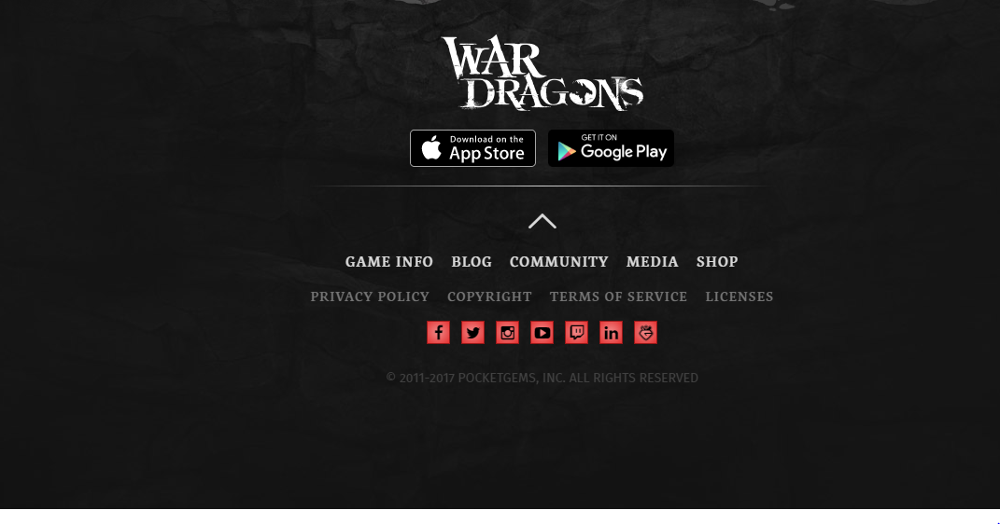 WAR
DRAGONS
Download on the
App Store
GET IT ON
Google Play
GAME INFO BLOG COMMUNITY MEDIA SHOP
PRIVACY POLICY COPYRIGHT TERMS OF SERVICE LICENSES
© 2011-2017 POCKETGEMS, INC. ALL RIGHTS RESERVED